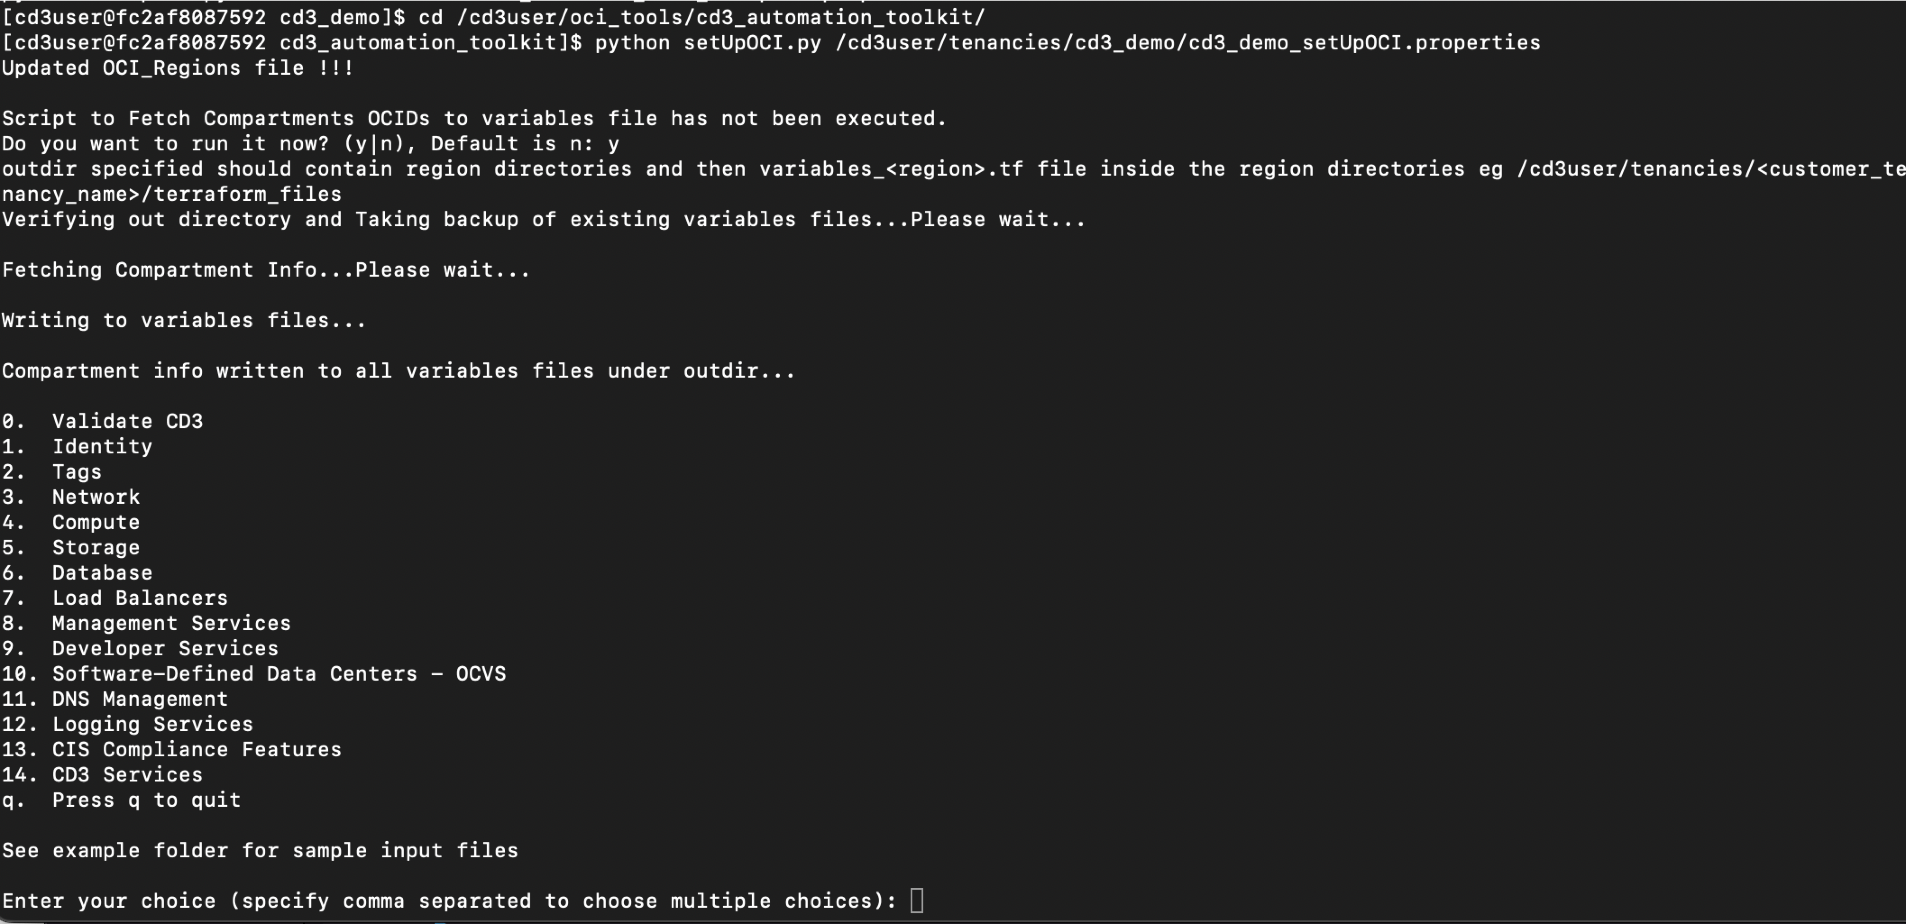 [cd3user@fc2af8087592 cd3_demo]$ cd /cd3user/oci_tools/cd3_automation_toolkit/
[cd3user@fc2af8087592 cd3_automation_toolkit]$ python setUpOCI.py /cd3user/tenancies/cd3_demo/cd3_demo_setUpOCI.properties
Updated OCI_Regions file !!!
Script to Fetch Compartments OCIDs to variables file has not been executed.
Do you want to run it now? (y|n), Default is n: y
outdir specified should contain region directories and then variables_<region>.tf file inside the region directories eg /cd3user/tenancies/<customer_te
nancy_name>/terraform_files
Verifying out directory and Taking backup of existing variables files...Please wait...
Fetching Compartment Info...Please wait...
Writing to variables files...
Compartment info written to all variables files under outdir...
0.  Validate CD3
1.  Identity
2.  Tags
3.  Network
4.  Compute
5.  Storage
6.  Database
7.  Load Balancers
8.  Management Services
9.  Developer Services
10. Software-Defined Data Centers - OCVS
11. DNS Management
12. Logging Services
13. CIS Compliance Features
14. CD3 Services
q.  Press q to quit
See example folder for sample input files
Enter your choice (specify comma separated to choose multiple choices):